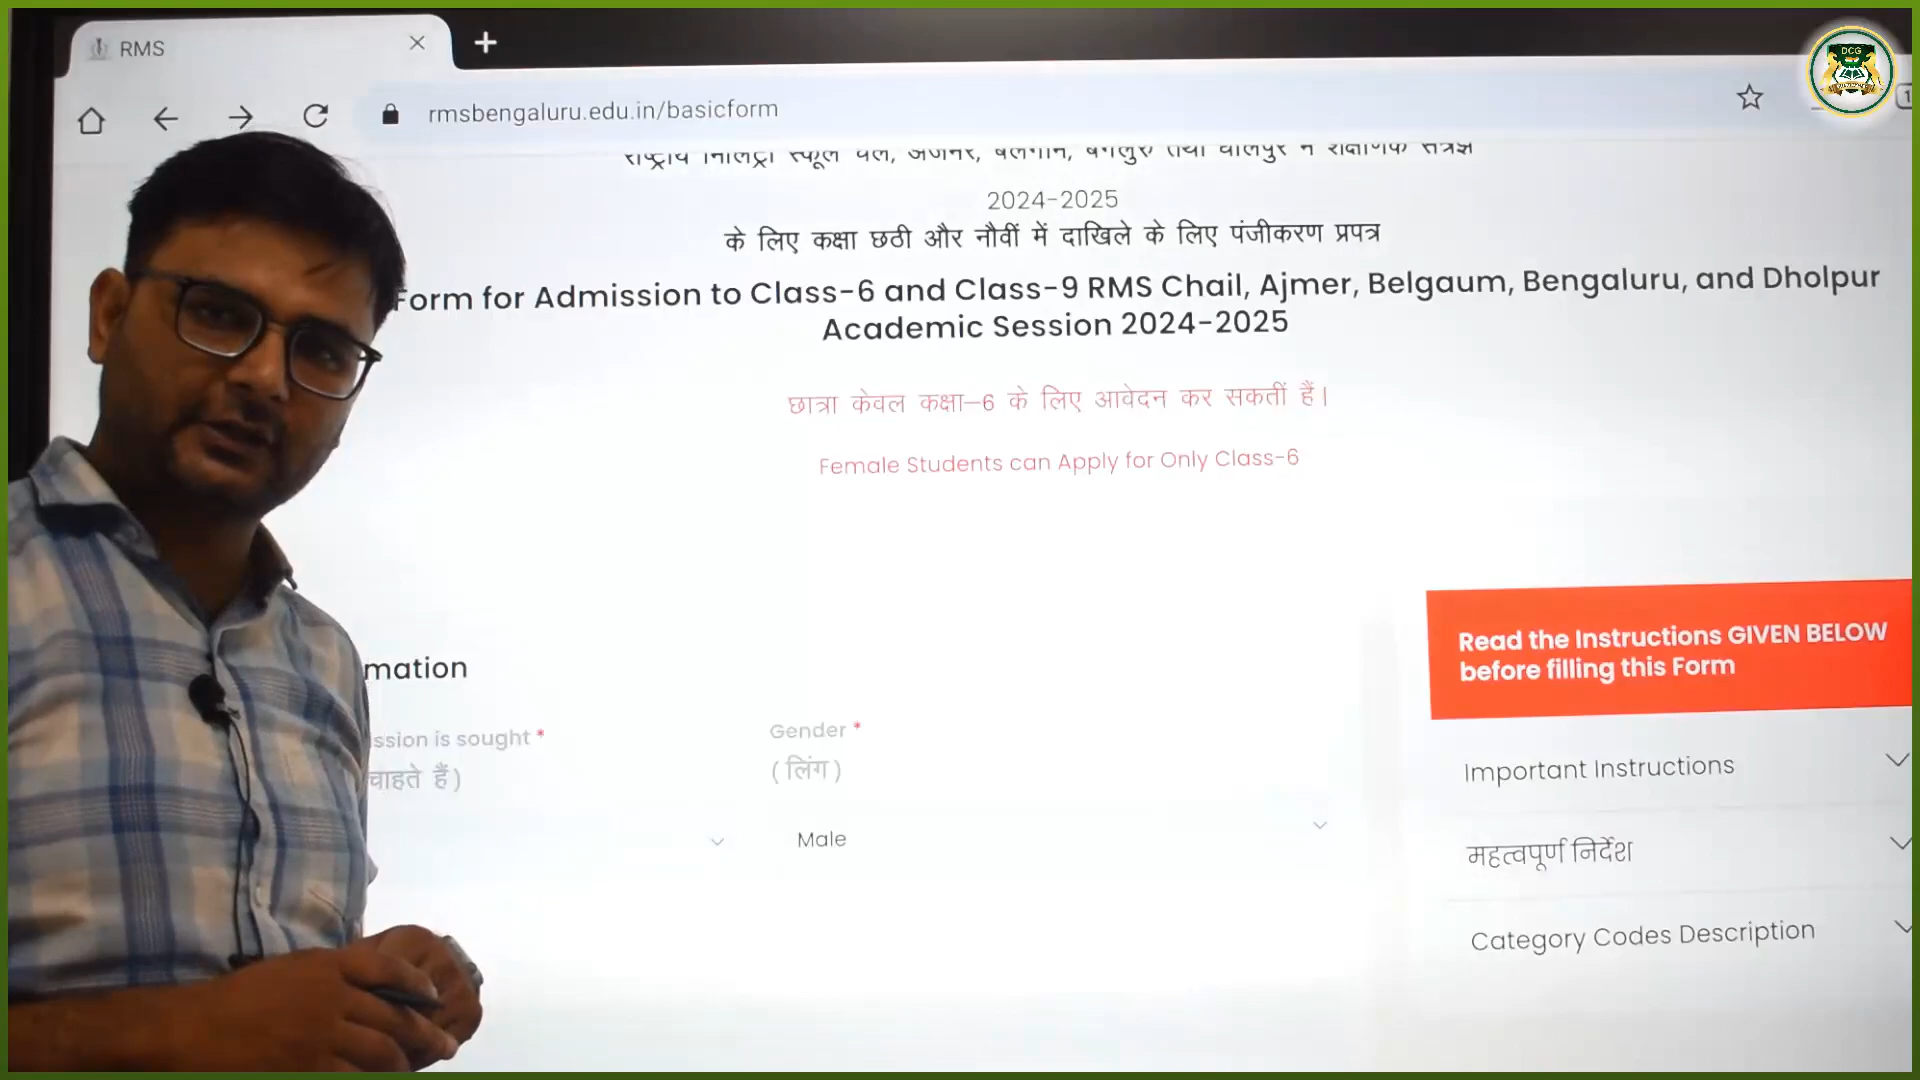 RMS
DCG
rmsbengaluru.edu.in/basicform
2024-2025
के लिए कक्षा छठी और नौवीं में दाखिले के लिए पंजीकरण प्रपत्र
Form for Admission to Class-6 and Class-9 RMS Chail, Ajmer, Belgaum, Bengaluru, and Dholpur
Academic Session 2024-2025
छात्रा केवल कक्षा–6 के लिए आवेदन कर सकतीं हैं।
Female Students can Apply for Only Class-6
Read the Instructions GIVEN BELOW
before filling this Form
mation
ission is sought *
चाहते हैं )
Gender *
( लिंग )
Male
Important Instructions
महत्वपूर्ण निर्देश
Category Codes Description